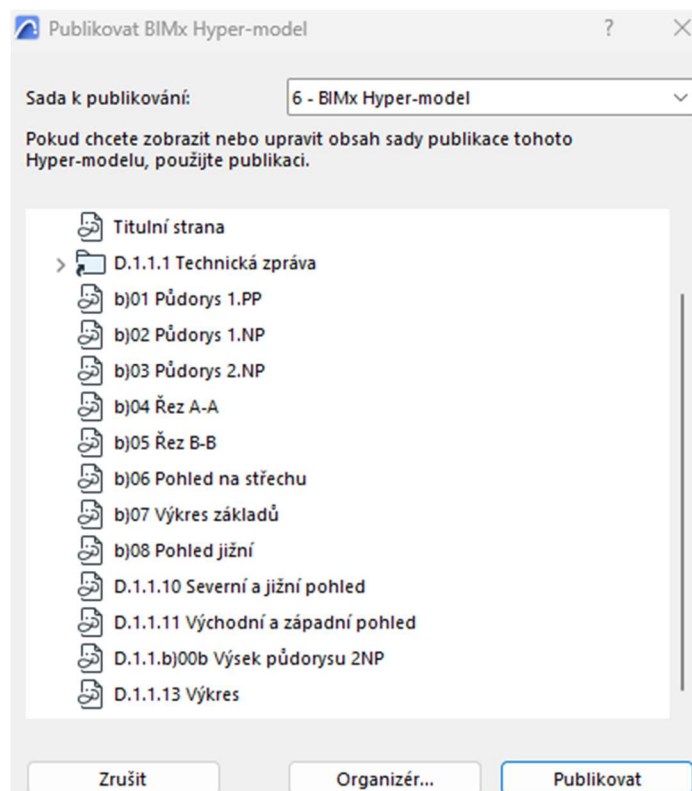 Publikovat BIMx Hyper-model
Sada k publikování:
6 - BIMx Hyper-model
Pokud chcete zobrazit nebo upravit obsah sady publikace tohoto
Hyper-modelu, použijte publikaci.
Titulní strana
D.1.1.1 Technická zpráva
b)01 Půdorys 1.PP
b)02 Půdorys 1.NP
b)03 Půdorys 2.NP
b)04 Řez A-A
b)05 Řez B-B
b)06 Pohled na střechu
b)07 Výkres základů
b)08 Pohled jižní
D.1.1.10 Severní a jižní pohled
D.1.1.11 Východní a západní pohled
D.1.1.b)00b Výsek půdorysu 2NP
D.1.1.13 Výkres
Zrušit
Organizér...
Publikovat